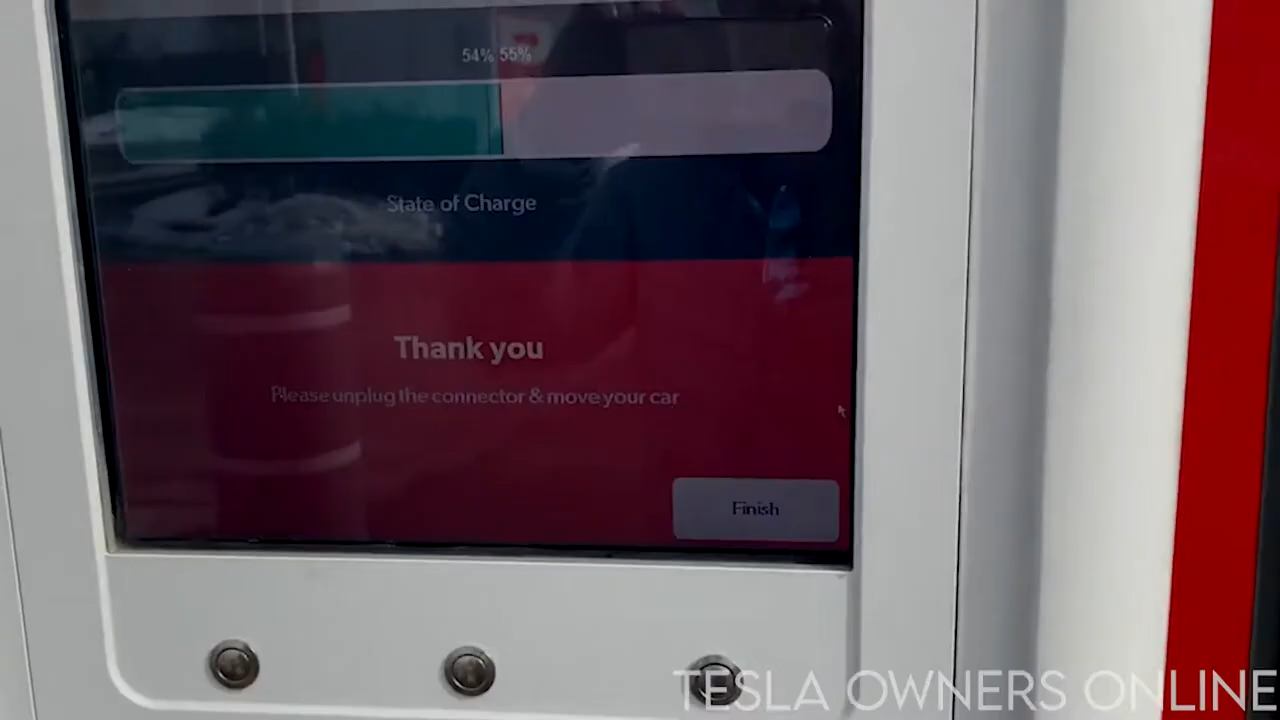 54% 55%
State of Charge
Thank you
Please unplug the connector & move your car
Finish
TESLA OWNERS ONLINE